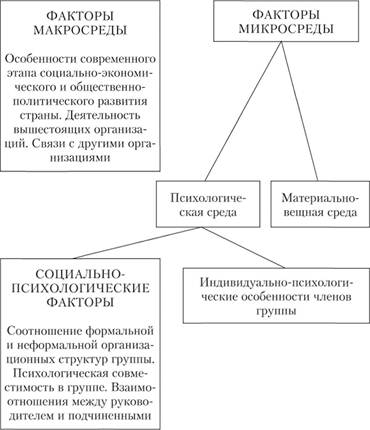 ФАКТОРЫ
МАКРОСРЕДЫ
Особенности современного
этапа социально-экономи-
ческого и общественно-
политического развития
страны. Деятельность
вышестоящих организа-
ций. Связи с другими орга-
низациями
ФАКТОРЫ
МИКРОСРЕДЫ
Психологиче-
ская среда
Материально-
вещная среда
СОЦИАЛЬНО-
ПСИХОЛОГИЧЕСКИЕ
ФАКТОРЫ
Соотношение формальной
и неформальной организа-
ционных структур группы.
Психологическая совме-
стимость в группе. Взаимо-
отношения между руково-
дителем и подчиненными
Индивидуально-психологи-
ческие особенности членов
группы